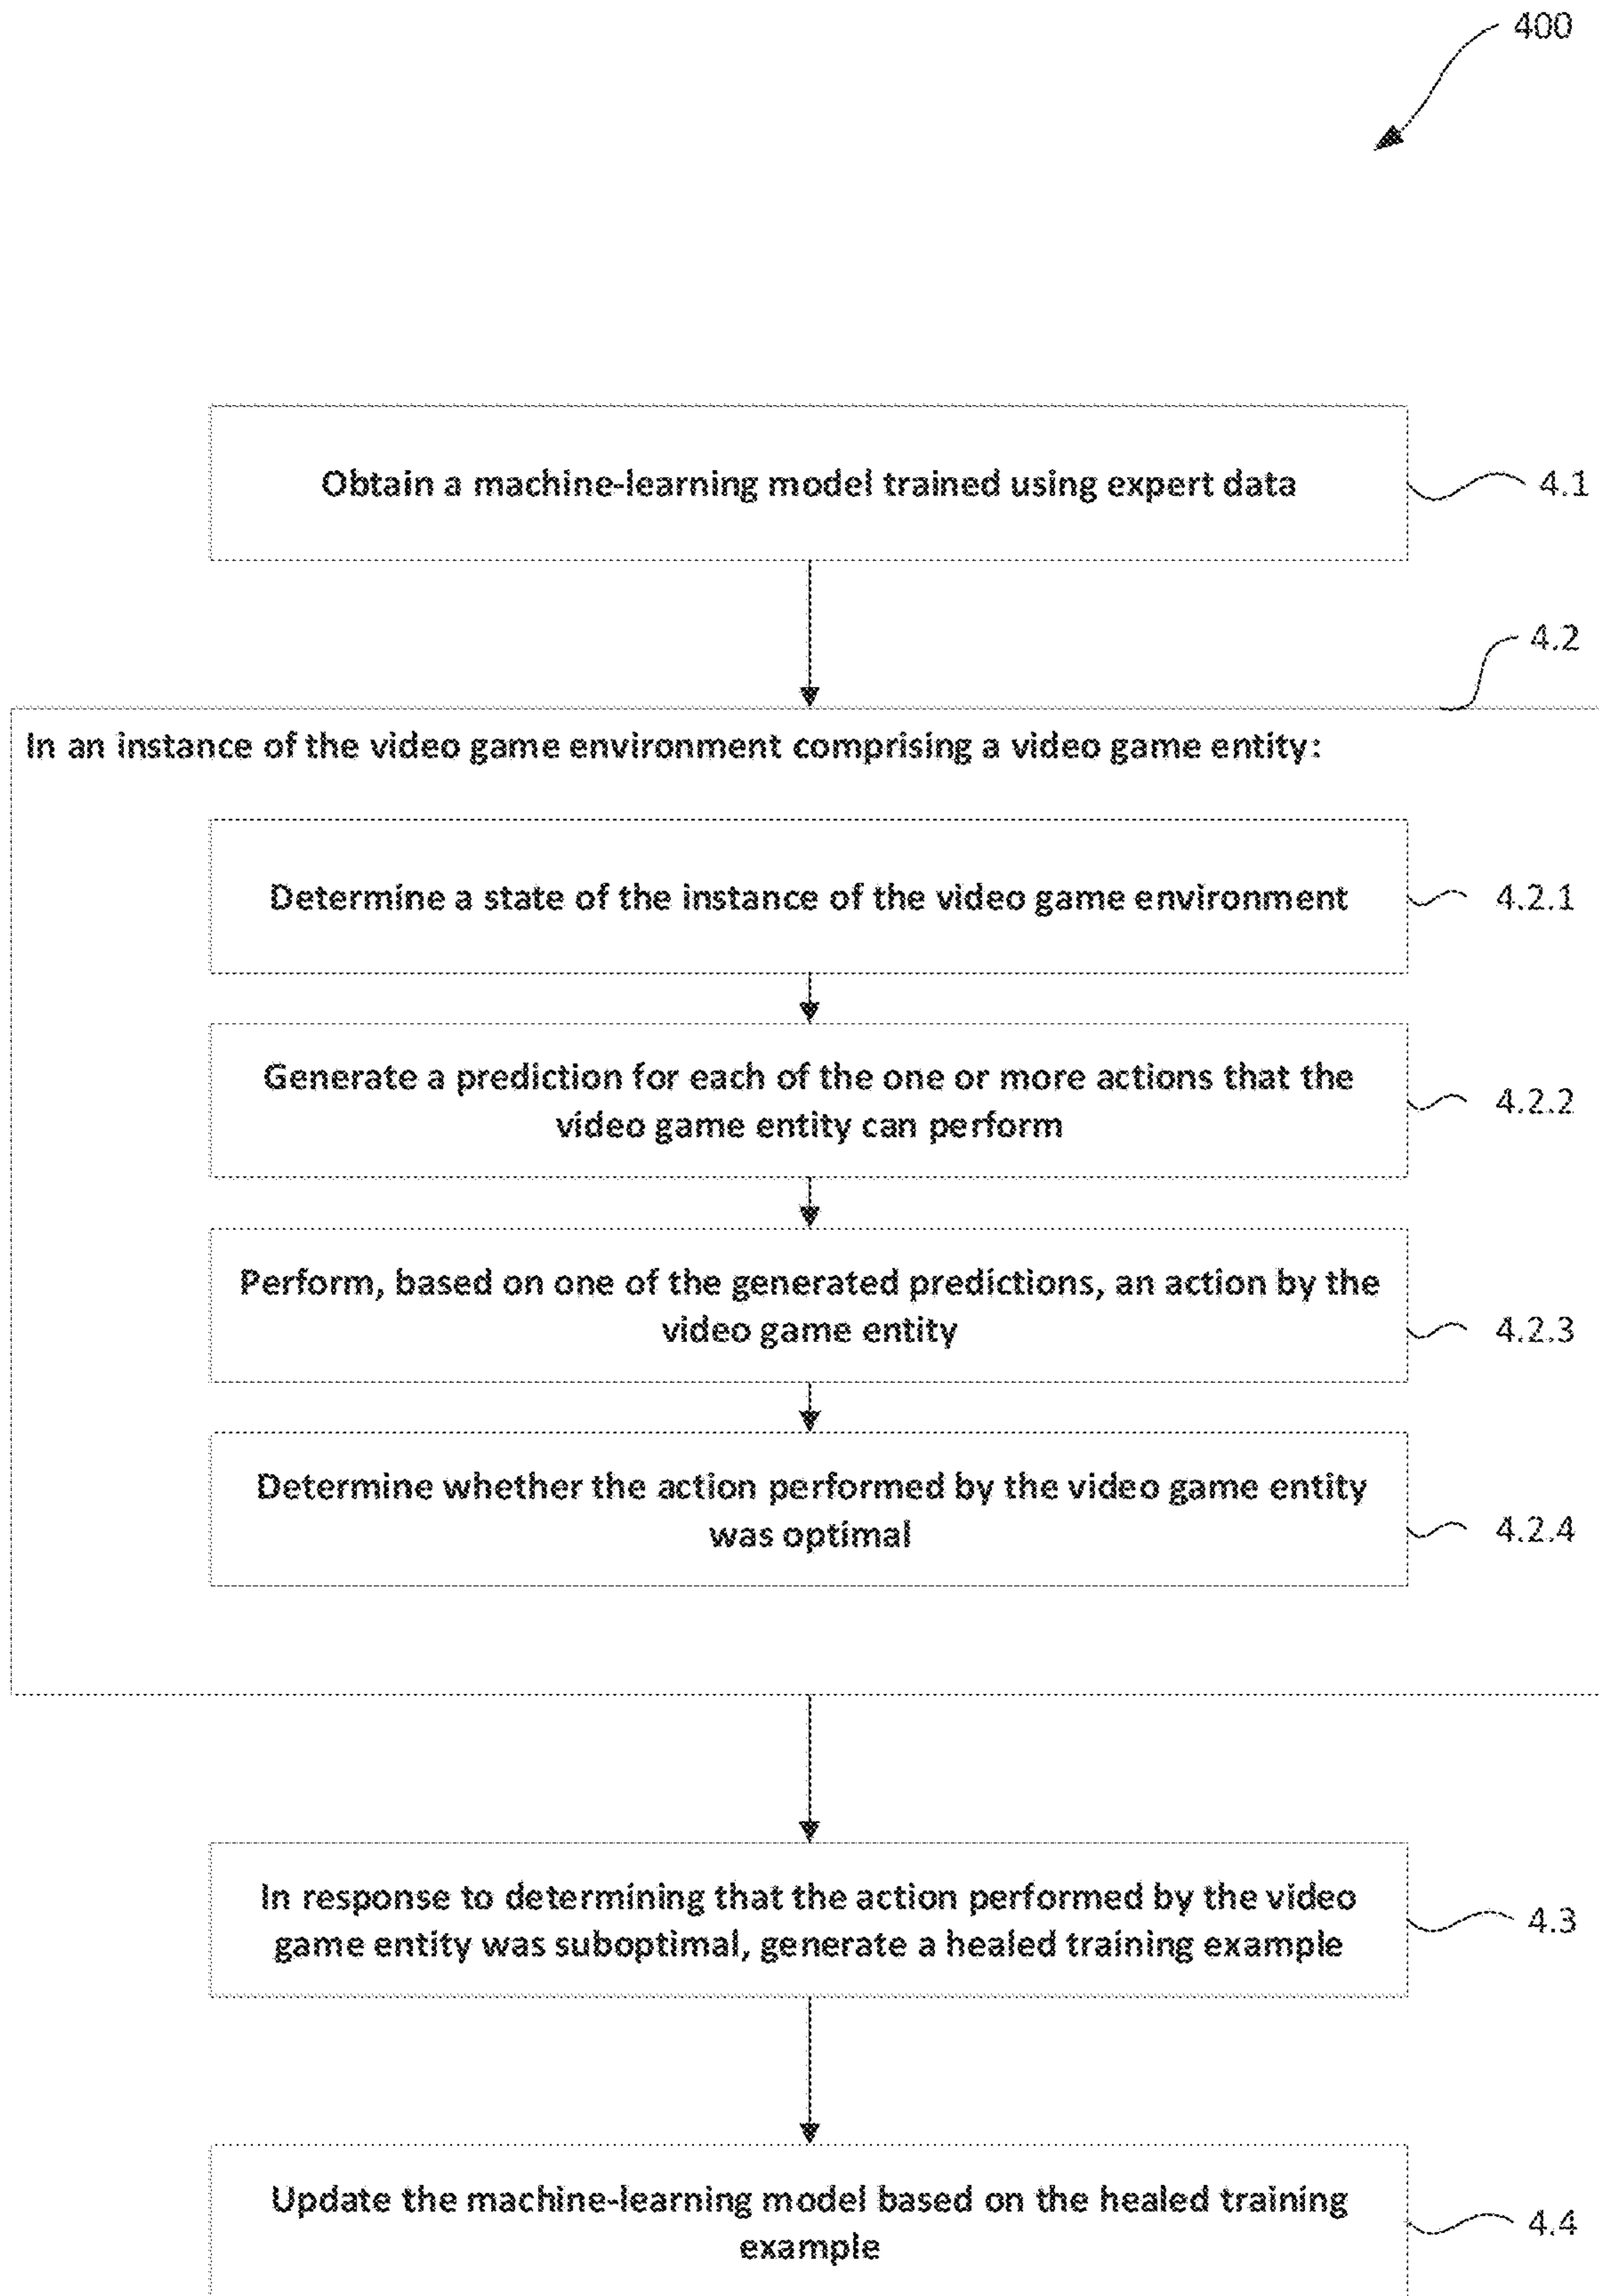 400
Obtain a machine-learning model trained using expert data
4.1
4.2
In an instance of the video game environment comprising a video game entity:
Determine a state of the instance of the video game environment
4.2.1
Generate a prediction for each of the one or more actions that the
video game entity can perform
4.2.2
Perform, based on one of the generated predictions, an action by the
video game entity
4.2.3
Determine whether the action performed by the video game entity
was optimal
4.2.4
In response to determining that the action performed by the video
game entity was suboptimal, generate a healed training example
4.3
Update the machine-learning model based on the healed training
example
4.4